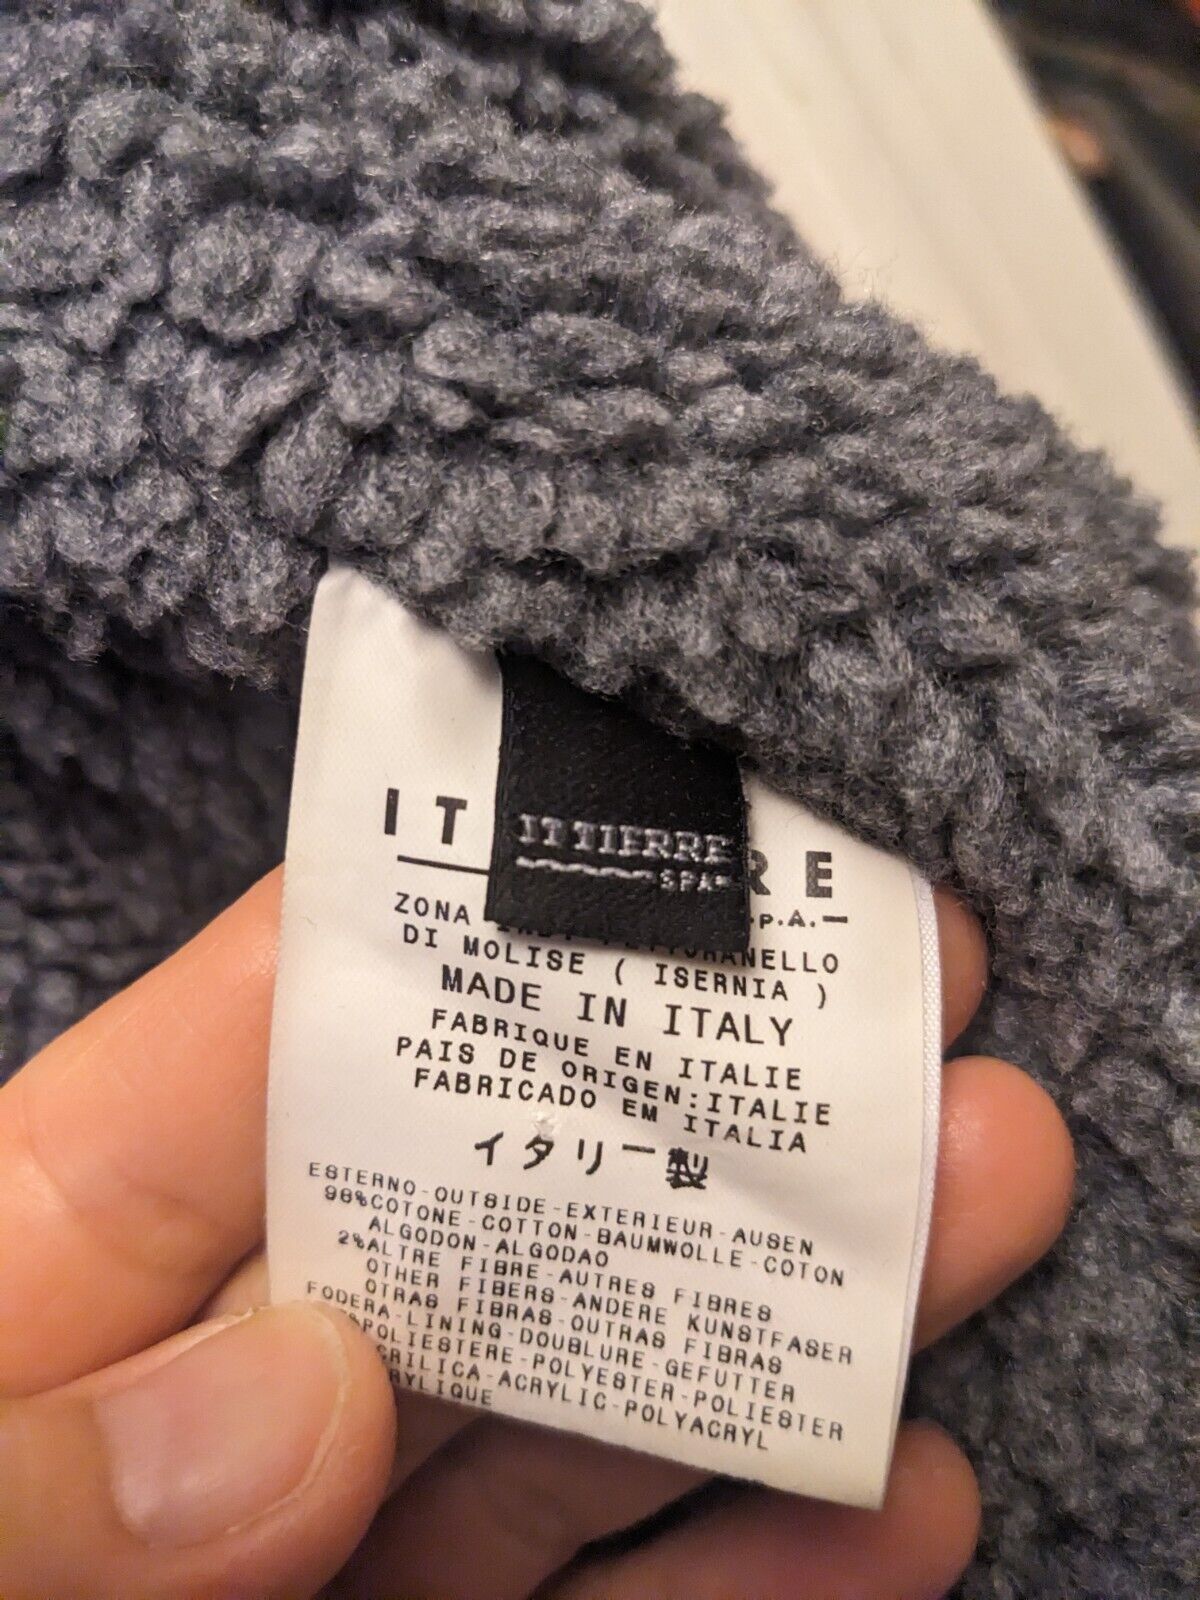 IT RE
ITTIERRE
SPA
.p.A.
ZONA
DI MOLISE ( ISERNIA )
MADE IN ITALY
FABRIQUE EN ITALIE
PAIS DE ORIGEN:ITALIE
FABRICADO EM ITALIA
イタリー製
ESTERNO-OUTSIDE-EXTERIEUR-AUSEN
98%COTONE-COTTON-BAUMWOLLE-COTON
ALGODON-ALGODAO
2%ALTRE FIBRE-AUTRES FIBRES
OTHER FIBERS-ANDERE KUNSTFASER
OTRAS FIBRAS-OUTRAS FIBRAS
FODERA-LINING-DOUBLURE-GEFUTTER
POLIESTERE-POLYESTER-POLIESTER
CRILICA-ACRYLIC-POLYACRYL
RYLIQUE